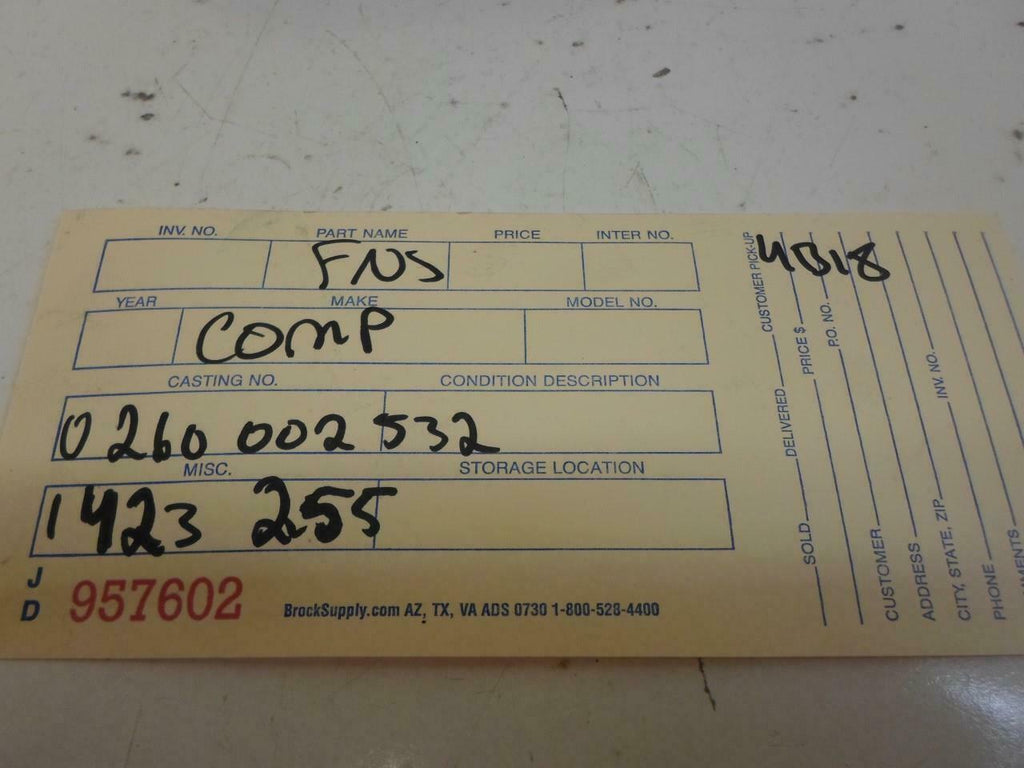 INV. NO. PART NAME PRICE INTER NO.
FNS
YEAR MAKE MODEL NO.
COMP
CASTING NO. CONDITION DESCRIPTION
0260 002 532
MISC. STORAGE LOCATION
1423 255
J
D
957602
BrockSupply.com AZ, TX, VA ADS 0730 1-800-528-4400
4B18
SOLD DELIVERED CUSTOMER PICK-UP
PRICE $
P.O. NO.
CUSTOMER
ADDRESS
CITY, STATE, ZIP INV. NO.
PHONE